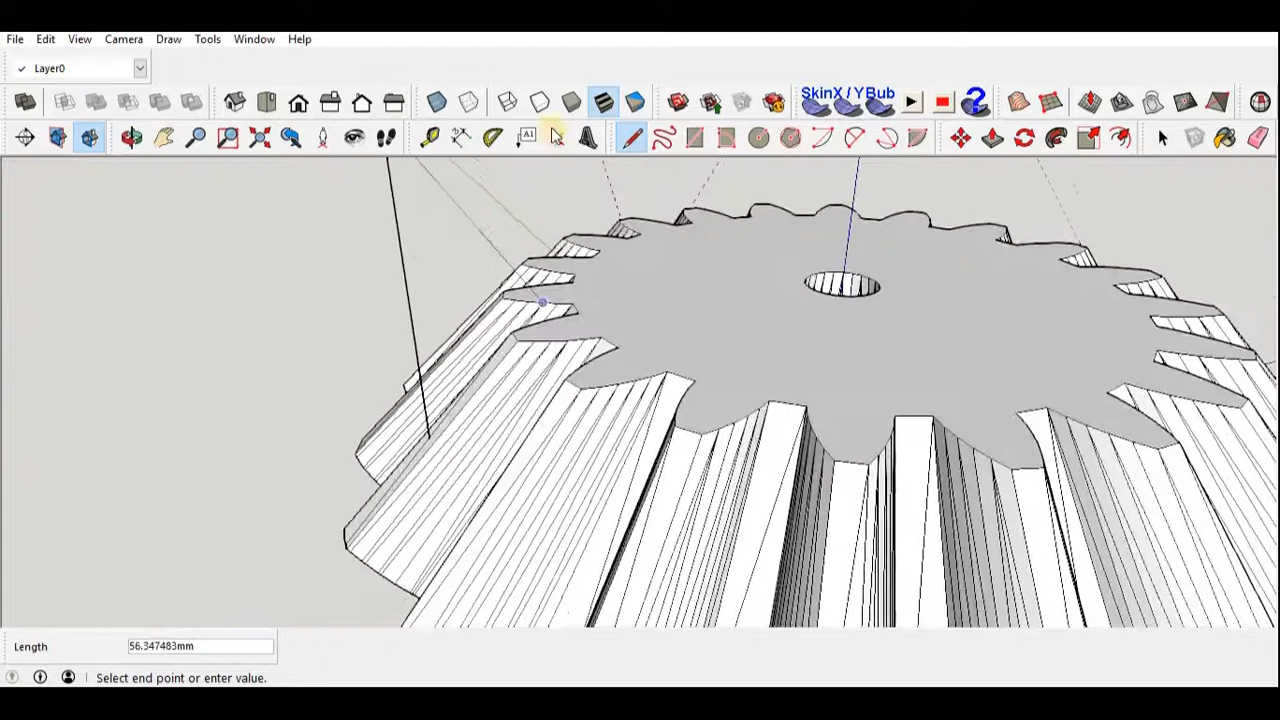 File Edit View Camera Draw Tools Window Help
Layer0
SkinX / YBub
?
A1
Length 56.347483mm
Select end point or enter value.